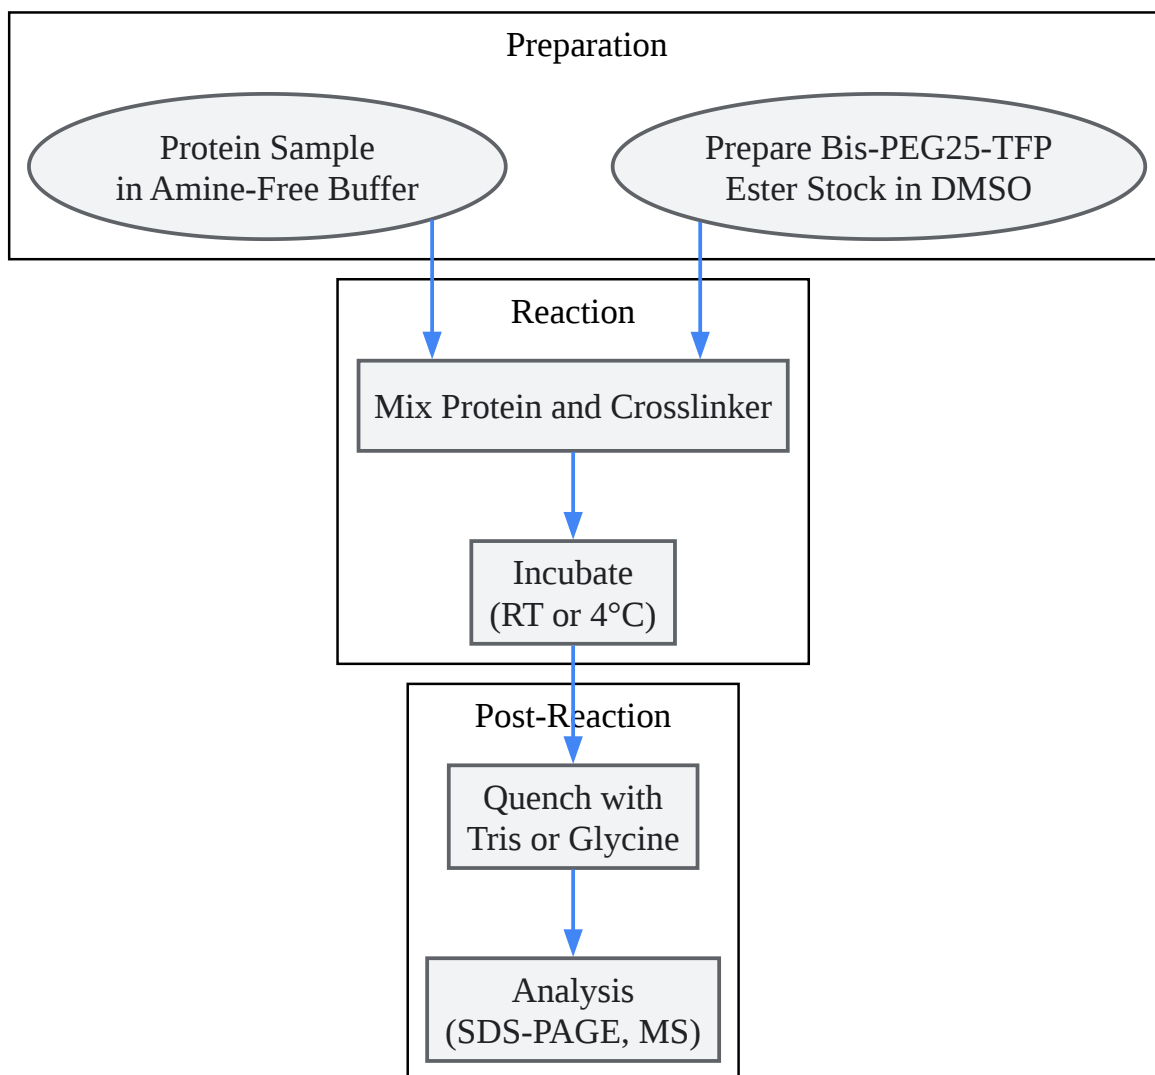 Preparation
Protein Sample
in Amine-Free Buffer
Prepare Bis-PEG25-TFP
Ester Stock in DMSO
Reaction
Mix Protein and Crosslinker
Incubate
(RT or 4°C)
Post-Reaction
Quench with
Tris or Glycine
Analysis
(SDS-PAGE, MS)